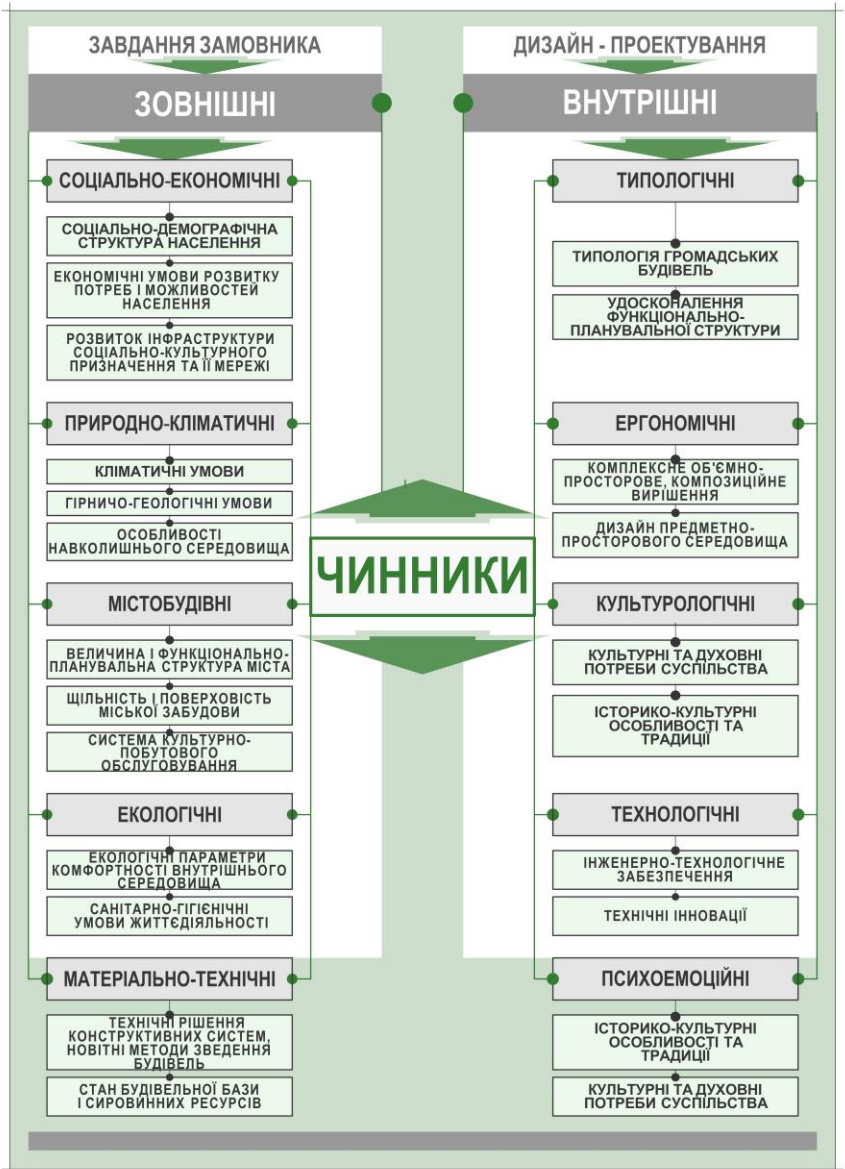 ЗАВДАННЯ ЗАМОВНИКА
ЗОВНІШНІ
СОЦІАЛЬНО-ЕКОНОМІЧНІ
СОЦІАЛЬНО-ДЕМОГРАФІЧНА
СТРУКТУРА НАСЕЛЕННЯ
ЕКОНОМІЧНІ УМОВИ РОЗВИТКУ
ПОТРЕБ І МОЖЛИВОСТЕЙ
НАСЕЛЕННЯ
РОЗВИТОК ІНФРАСТРУКТУРИ
СОЦІАЛЬНО-КУЛЬТУРНОГО
ПРИЗНАЧЕННЯ ТА ЇЇ МЕРЕЖІ
ПРИРОДНО-КЛІМАТИЧНІ
КЛІМАТИЧНІ УМОВИ
ГІРНИЧО-ГЕОЛОГІЧНІ УМОВИ
ОСОБЛИВОСТІ
НАВКОЛИШНЬОГО СЕРЕДОВИЩА
МІСТОБУДІВНІ
ВЕЛИЧИНА І ФУНКЦІОНАЛЬНО-
ПЛАНУВАЛЬНА СТРУКТУРА МІСТА
ЩІЛЬНІСТЬ І ПОВЕРХОВІСТЬ
МІСЬКОЇ ЗАБУДОВИ
СИСТЕМА КУЛЬТУРНО-
ПОБУТОВОГО
ОБСЛУГОВУВАННЯ
ЕКОЛОГІЧНІ
ЕКОЛОГІЧНІ ПАРАМЕТРИ
КОМФОРТНОСТІ ВНУТРІШНЬОГО
СЕРЕДОВИЩА
САНІТАРНО-ГІГІЄНІЧНІ
УМОВИ ЖИТТЄДІЯЛЬНОСТІ
МАТЕРІАЛЬНО-ТЕХНІЧНІ
ТЕХНІЧНІ РІШЕННЯ
КОНСТРУКТИВНИХ СИСТЕМ,
НОВІТНІ МЕТОДИ ЗВЕДЕННЯ
БУДІВЕЛЬ
СТАН БУДІВЕЛЬНОЇ БАЗИ
І СИРОВИННИХ РЕСУРСІВ
ЧИННИКИ
ДИЗАЙН - ПРОЕКТУВАННЯ
ВНУТРІШНІ
ТИПОЛОГІЧНІ
ТИПОЛОГІЯ ГРОМАДСЬКИХ
БУДІВЕЛЬ
УДОСКОНАЛЕННЯ
ФУНКЦІОНАЛЬНО-
ПЛАНУВАЛЬНОЇ СТРУКТУРИ
ЕРГОНОМІЧНІ
КОМПЛЕКСНЕ ОБ'ЄМНО-
ПРОСТОРОВЕ, КОМПОЗИЦІЙНЕ
ВИРІШЕННЯ
ДИЗАЙН ПРЕДМЕТНО-
ПРОСТОРОВОГО СЕРЕДОВИЩА
КУЛЬТУРОЛОГІЧНІ
КУЛЬТУРНІ ТА ДУХОВНІ
ПОТРЕБИ СУСПІЛЬСТВА
ІСТОРИКО-КУЛЬТУРНІ
ОСОБЛИВОСТІ ТА
ТРАДИЦІЇ
ТЕХНОЛОГІЧНІ
ІНЖЕНЕРНО-ТЕХНОЛОГІЧНЕ
ЗАБЕЗПЕЧЕННЯ
ТЕХНІЧНІ ІННОВАЦІЇ
ПСИХОЕМОЦІЙНІ
ІСТОРИКО-КУЛЬТУРНІ
ОСОБЛИВОСТІ ТА
ТРАДИЦІЇ
КУЛЬТУРНІ ТА ДУХОВНІ
ПОТРЕБИ СУСПІЛЬСТВА